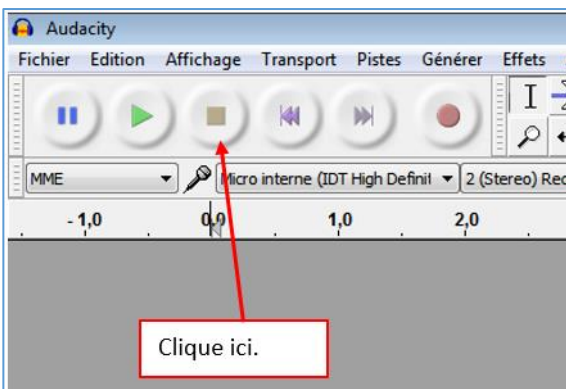 Audacity
Fichier Edition Affichage Transport Pistes Générer Effets
MME Micro interne (IDT High Definit 2 (Stereo) Rec
- 1,0 0,0 1,0 2,0
Clique ici.